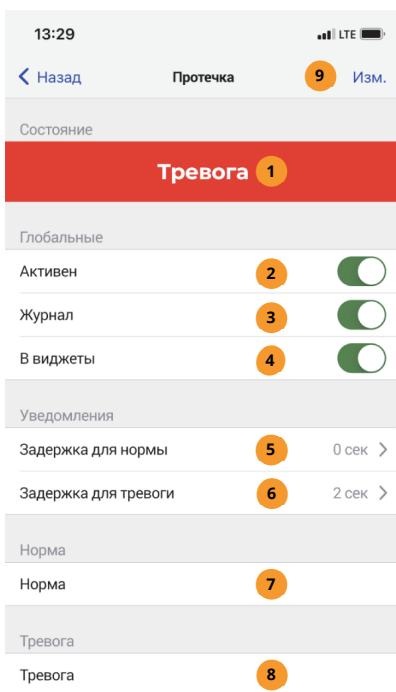 13:29 LTE
Назад Протечка 9 Изм.
Состояние
Тревога 1
Глобальные
Активен 2
Журнал 3
В виджеты 4
Уведомления
Задержка для нормы 5 0 сек
Задержка для тревоги 6 2 сек
Норма
Норма 7
Тревога
Тревога 8